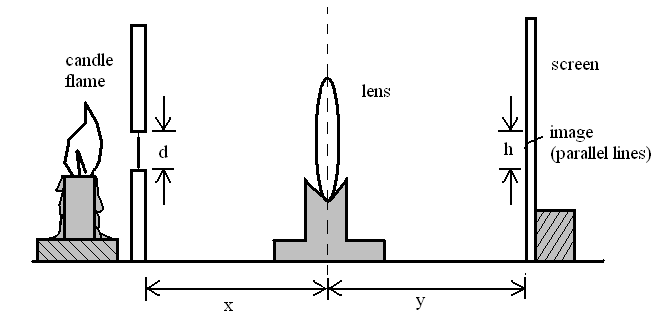 candle
flame
d
lens
h
screen
image
(parallel lines)
x
y